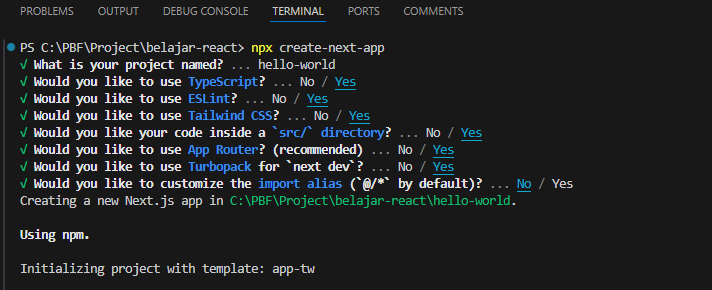 PROBLEMS OUTPUT DEBUG CONSOLE TERMINAL PORTS COMMENTS
PS C:\PBF\Project\belajar-react> npx create-next-app
√ What is your project named? ... hello-world
√ Would you like to use TypeScript? ... No / Yes
√ Would you like to use ESLint? ... No / Yes
√ Would you like to use Tailwind CSS? ... No / Yes
√ Would you like your code inside a `src/` directory? ... No / Yes
√ Would you like to use App Router? (recommended) ... No / Yes
√ Would you like to use Turbopack for `next dev`? ... No / Yes
√ Would you like to customize the import alias (`@/*` by default)? ... No / Yes
Creating a new Next.js app in C:\PBF\Project\belajar-react\hello-world.
Using npm.
Initializing project with template: app-tw